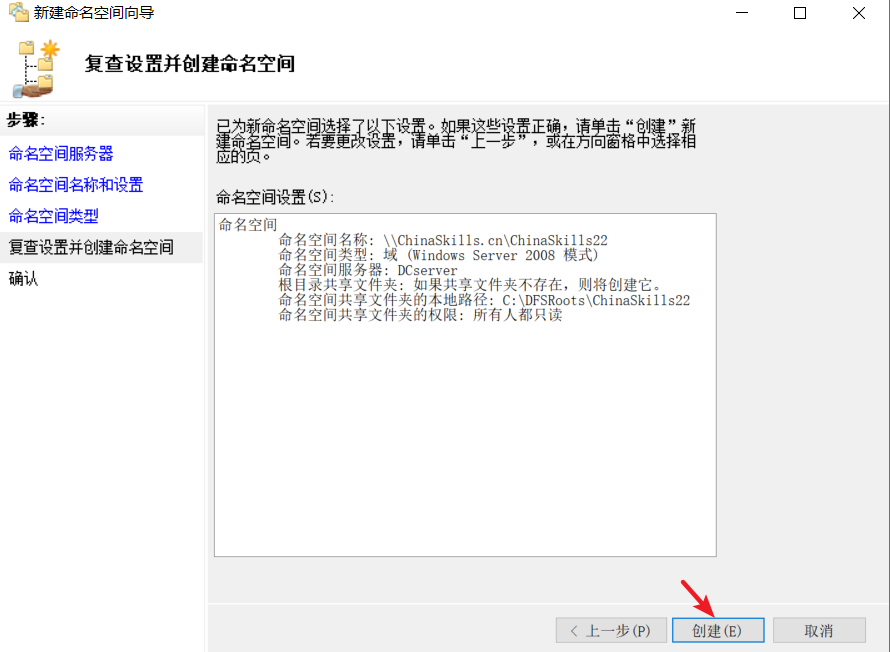 新建命名空间向导
复查设置并创建命名空间
步骤:
命名空间服务器
命名空间名称和设置
命名空间类型
复查设置并创建命名空间
确认
已为新命名空间选择了以下设置。如果这些设置正确，请单击“创建”新
建命名空间。若要更改设置，请单击“上一步”，或在方向窗格中选择相
应的页。
命名空间设置(S):
命名空间
命名空间名称: \\ChinaSkills.cn\ChinaSkills22
命名空间类型: 域 (Windows Server 2008 模式)
命名空间服务器: DCserver
根目录共享文件夹: 如果共享文件夹不存在，则将创建它。
命名空间共享文件夹的本地路径: C:\DFSRoots\ChinaSkills22
命名空间共享文件夹的权限: 所有人都只读
< 上一步(P) 创建(E) 取消